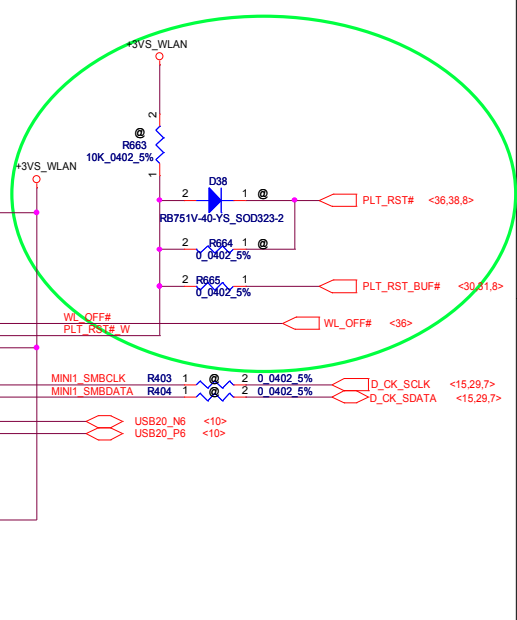 +3VS_WLAN
2
@
R663
10K_0402_5%
1
+3VS_WLAN
D38
2 1 @
RB751V-40-YS_SOD323-2
PLT_RST# <36,38,8>
2 R664 1 @
0_0402_5%
2 R665 1
0_0402_5%
PLT_RST_BUF# <30,31,8>
WL_OFF#
WL_OFF# <36>
PLT_RST#_W
MINI1_SMBCLK R403 1 @ 2 0_0402_5% D_CK_SCLK <15,29,7>
MINI1_SMBDATA R404 1 @ 2 0_0402_5% D_CK_SDATA <15,29,7>
USB20_N6 <10>
USB20_P6 <10>